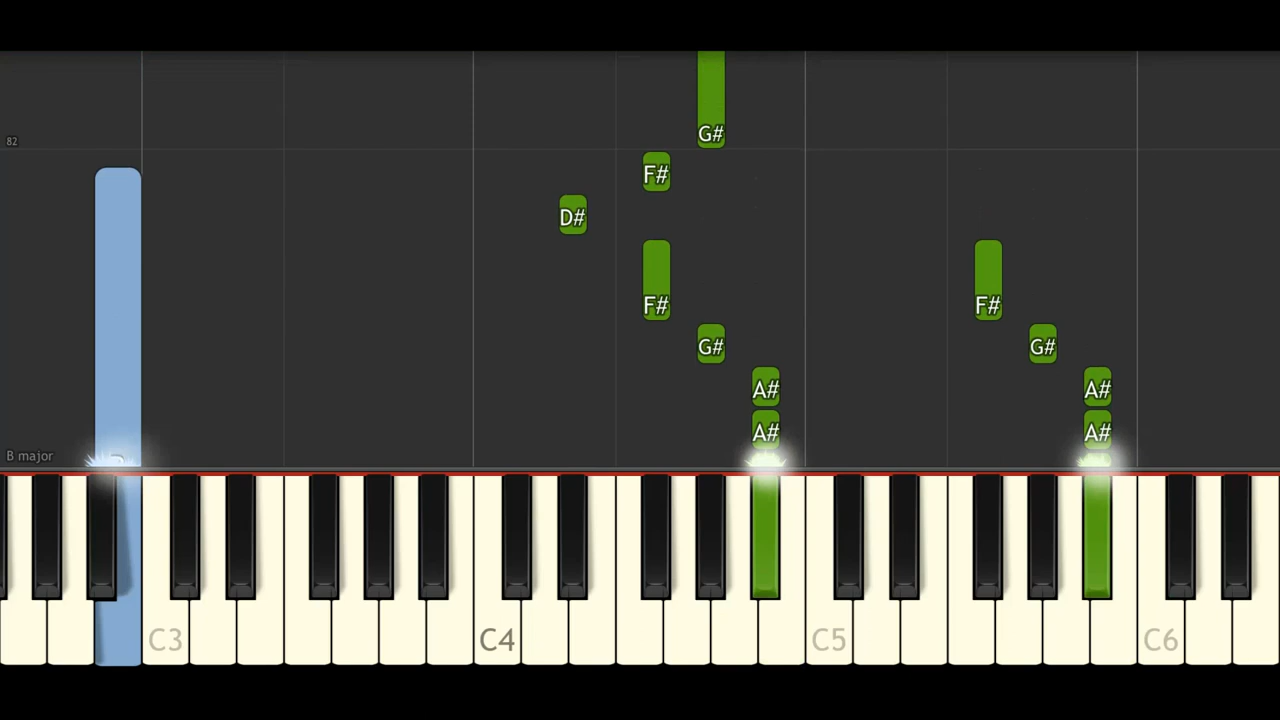 G#
82
F#
D#
F# F#
G# G#
A# A#
A# A#
B major
C3 C4 C5 C6